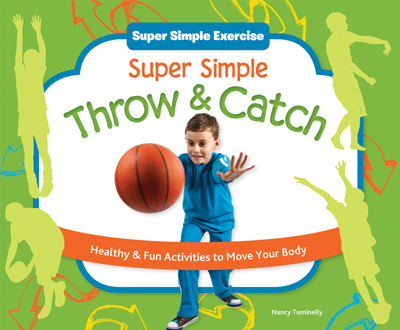 Super Simple Exercise
Super Simple
Throw & Catch
Healthy & Fun Activities to Move Your Body
Nancy Tuminelly